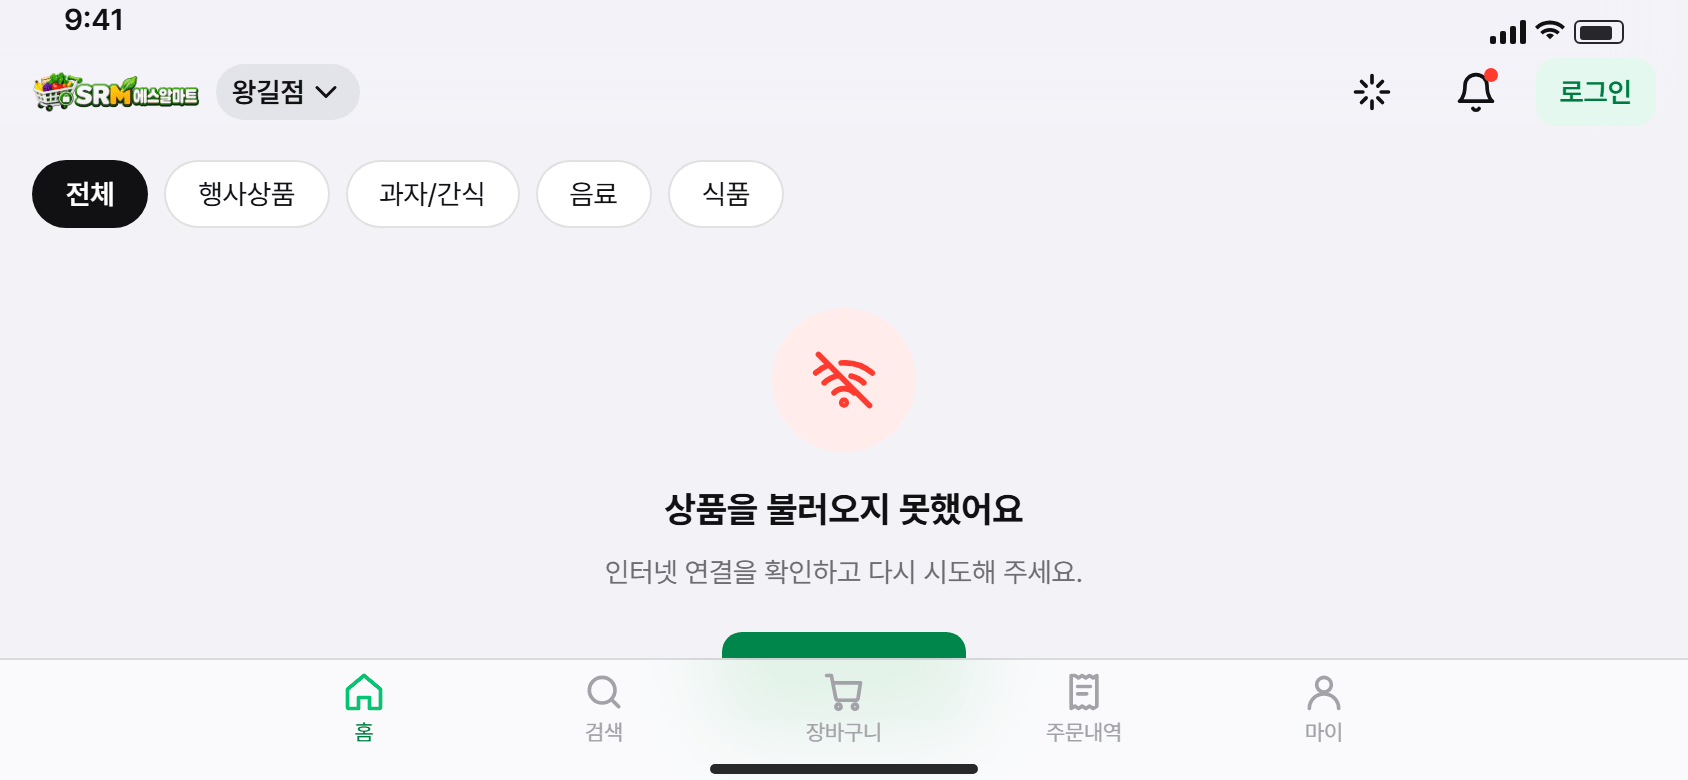 9:41
SRM에스알마트 왕길점 로그인
전체 행사상품 과자/간식 음료 식품
상품을 불러오지 못했어요
인터넷 연결을 확인하고 다시 시도해 주세요.
홈 검색 장바구니 주문내역 마이